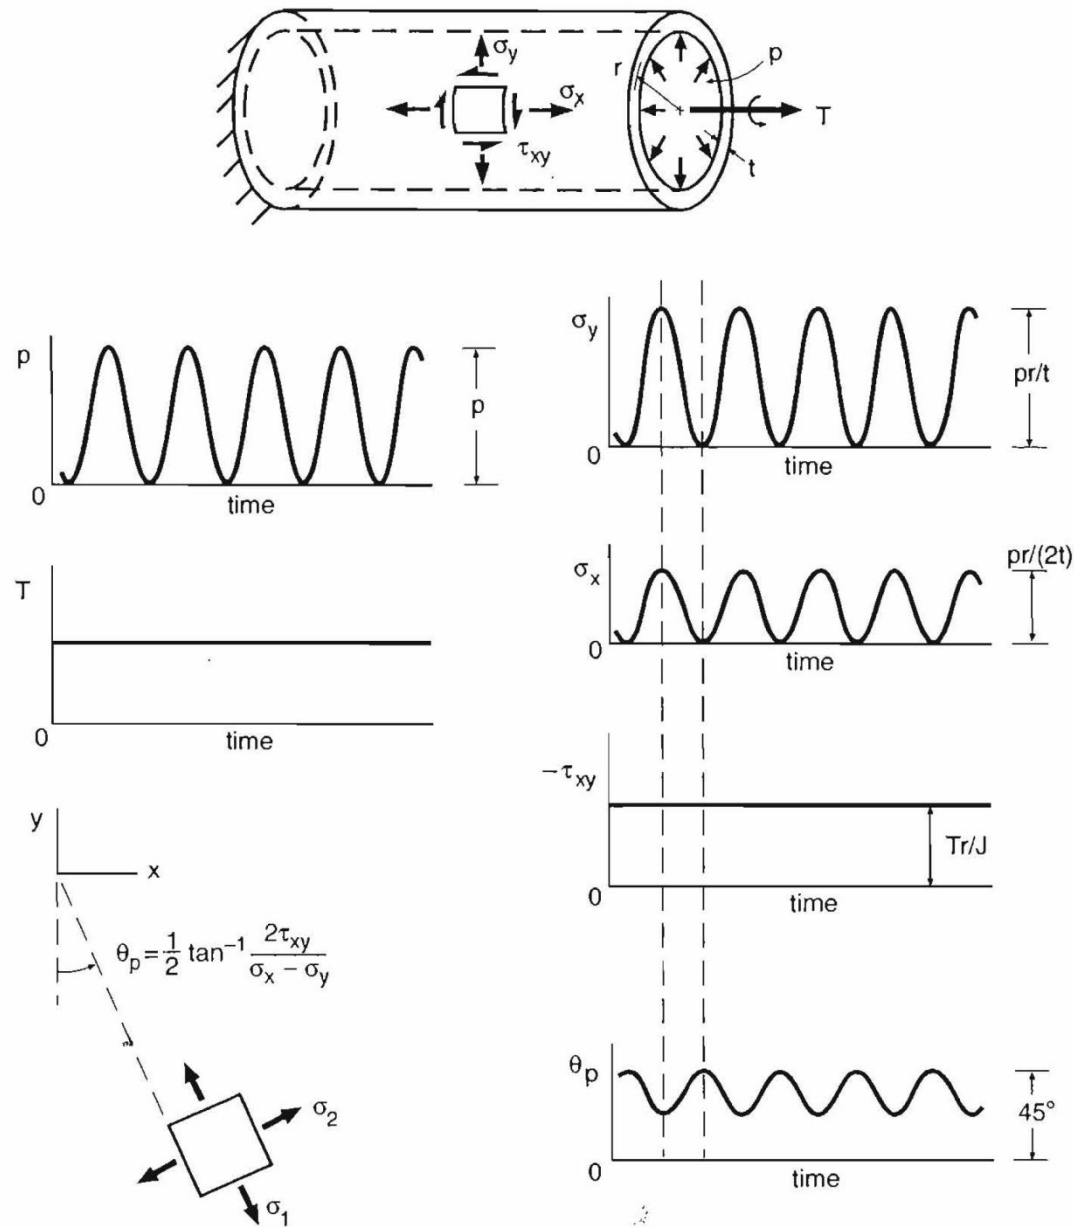 σy
σx
τxy
r
p
T
t
p
p
0
time
σy
pr/t
0
time
T
0
time
σx
pr/(2t)
0
time
−τxy
Tr/J
0
time
y
x
θp = 1/2 tan⁻¹ 2τxy / (σx − σy)
σ2
σ1
θp
45°
0
time